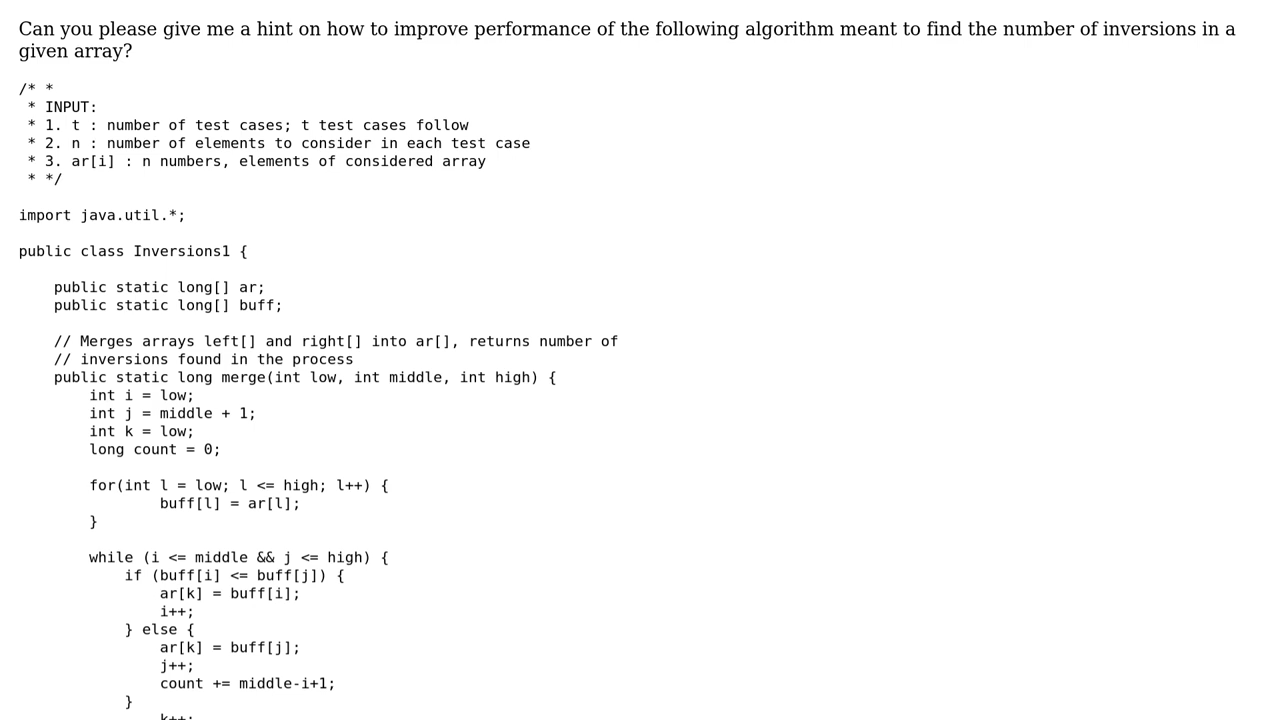 Can you please give me a hint on how to improve performance of the following algorithm meant to find the number of inversions in a
given array?
/* *
 * INPUT:
 * 1. t : number of test cases; t test cases follow
 * 2. n : number of elements to consider in each test case
 * 3. ar[i] : n numbers, elements of considered array
 * */
import java.util.*;
public class Inversions1 {
    public static long[] ar;
    public static long[] buff;
    // Merges arrays left[] and right[] into ar[], returns number of
    // inversions found in the process
    public static long merge(int low, int middle, int high) {
        int i = low;
        int j = middle + 1;
        int k = low;
        long count = 0;
        for(int l = low; l <= high; l++) {
                buff[l] = ar[l];
        }
        while (i <= middle && j <= high) {
            if (buff[i] <= buff[j]) {
                ar[k] = buff[i];
                i++;
            } else {
                ar[k] = buff[j];
                j++;
                count += middle-i+1;
            }
                k++;